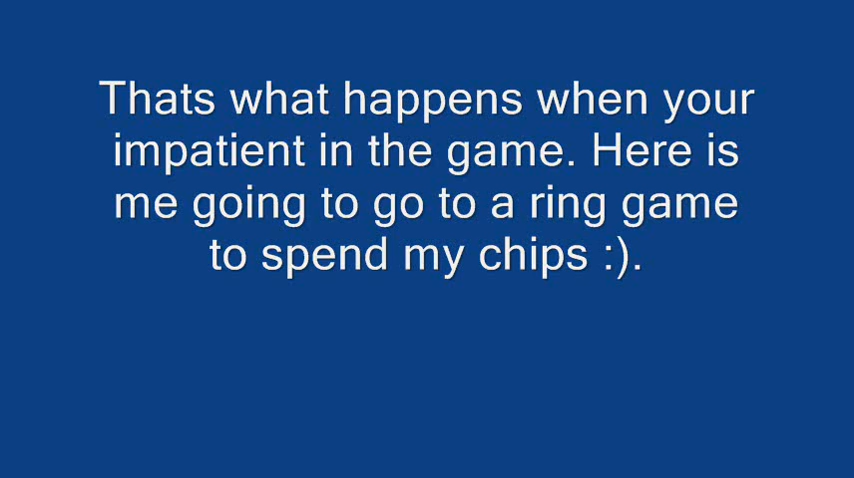 Thats what happens when your
impatient in the game. Here is
me going to go to a ring game
to spend my chips :).